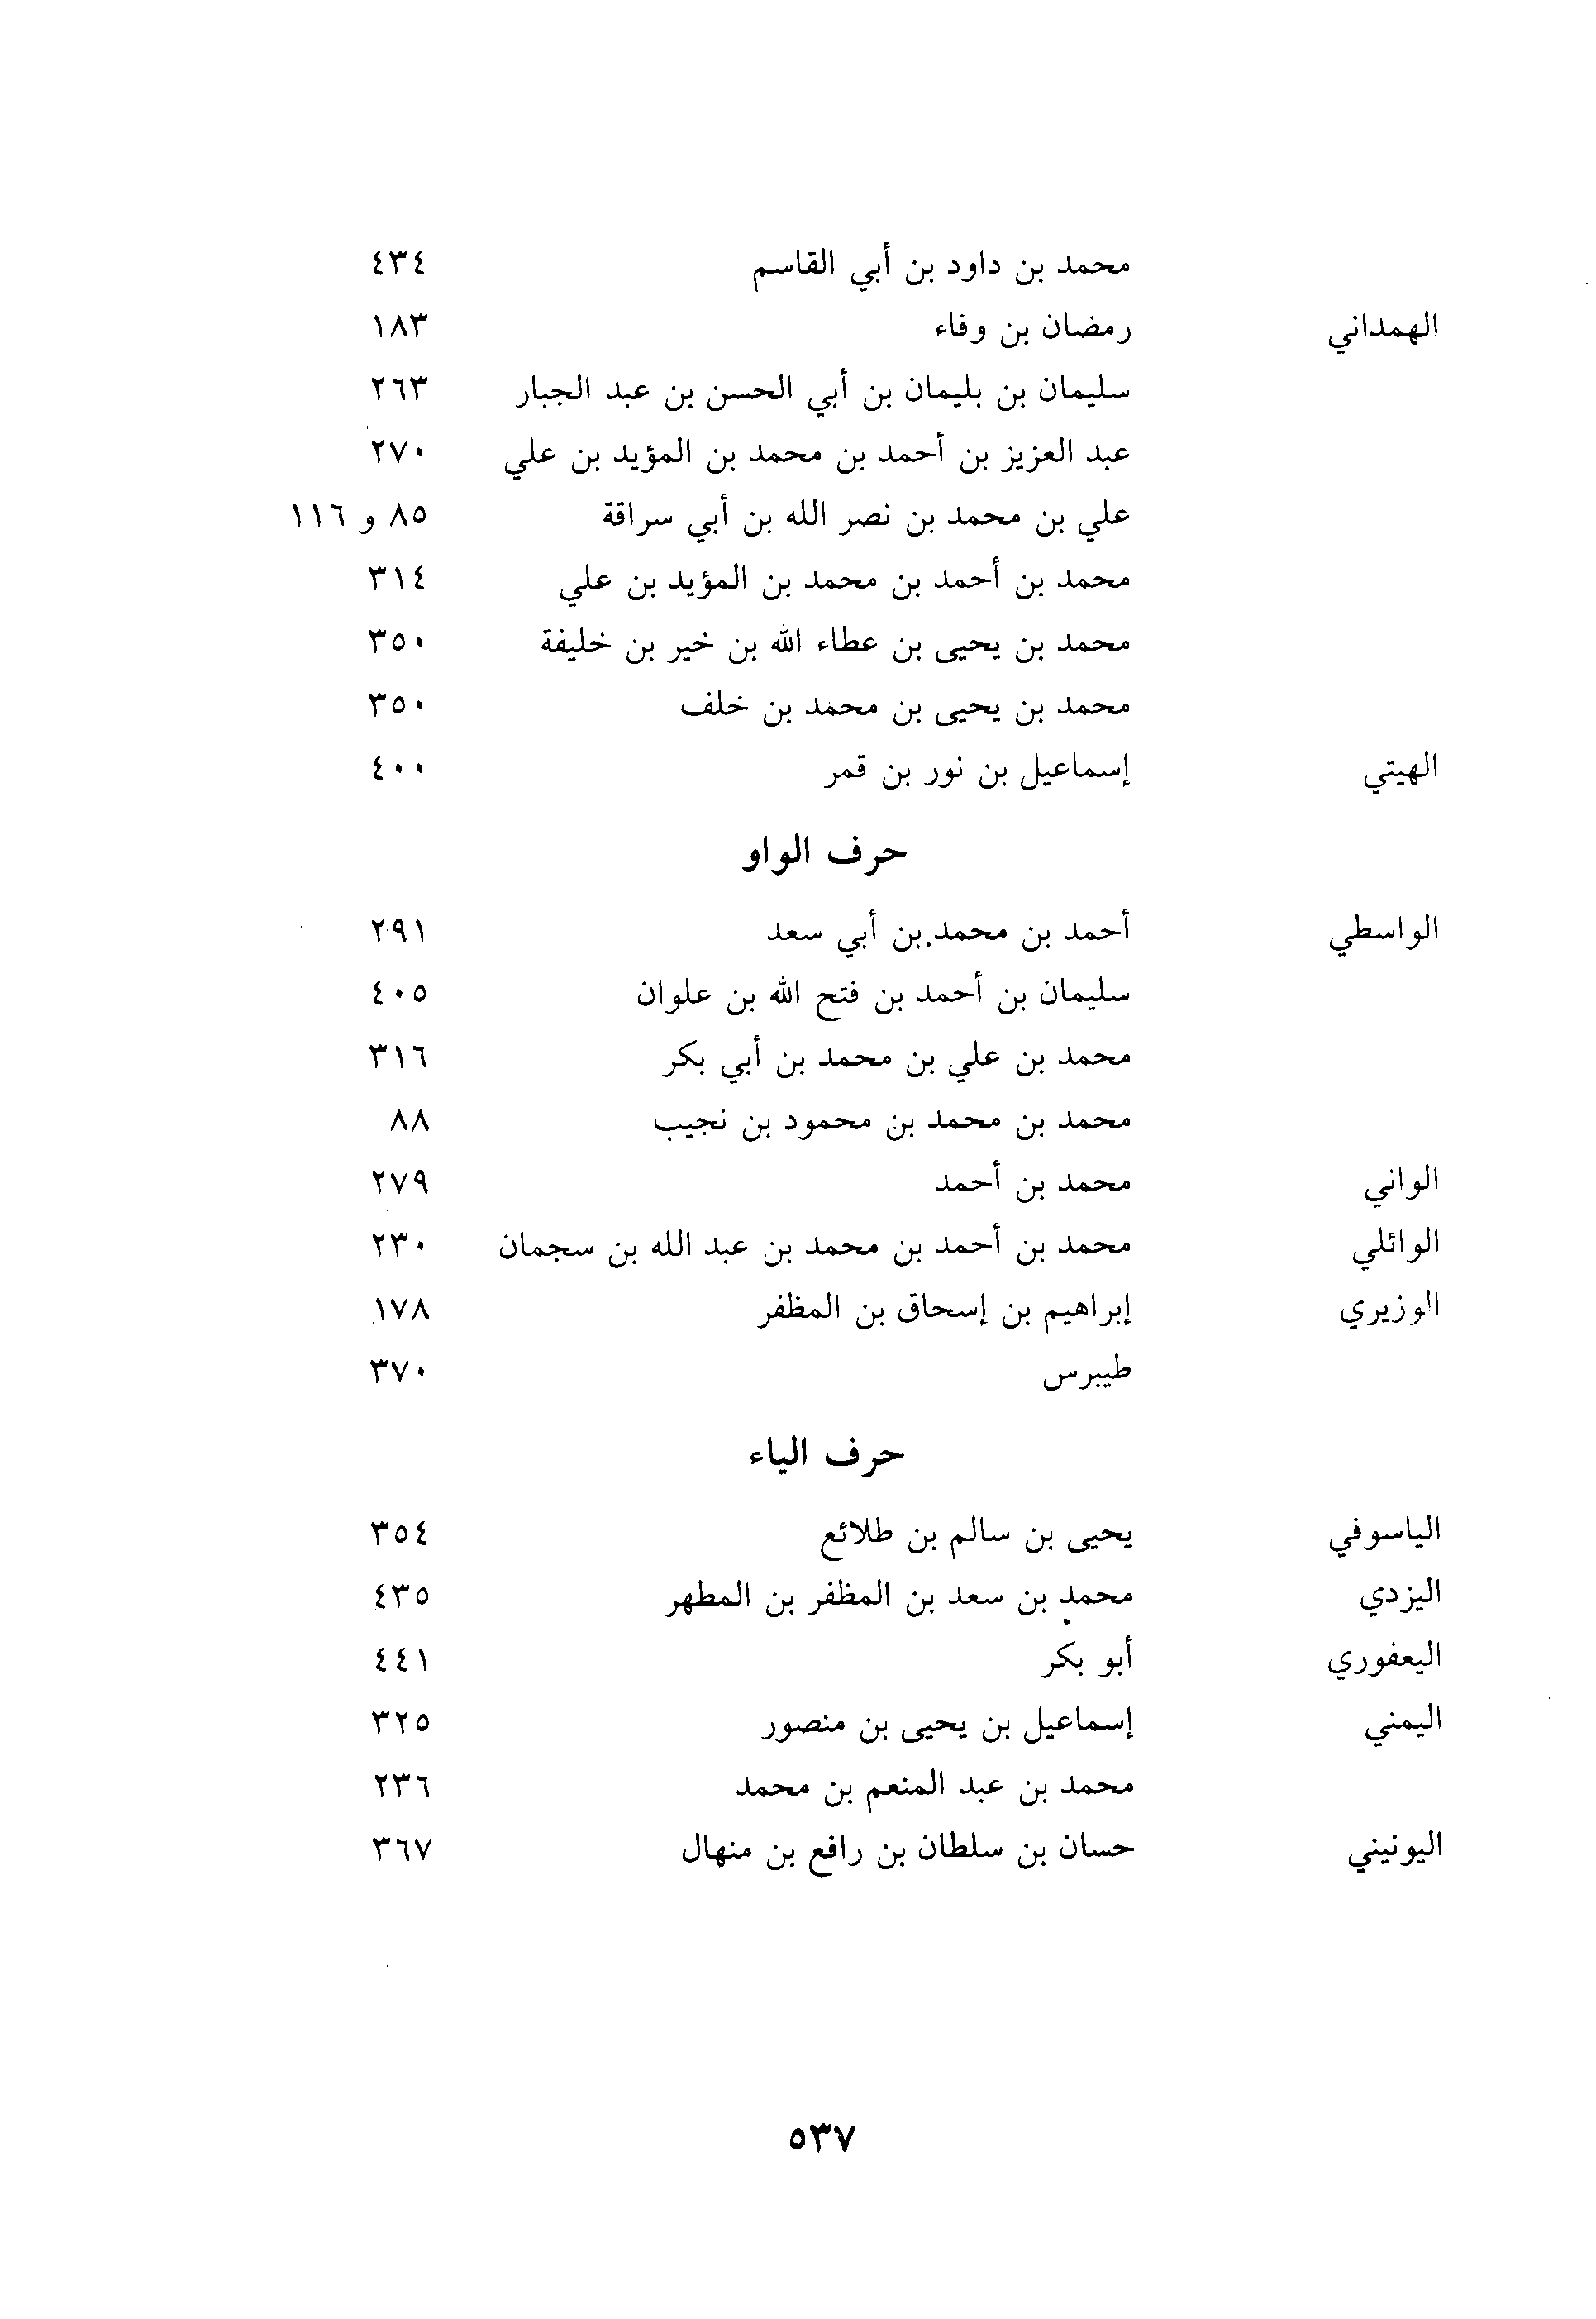 محمد بن داود بن أبي القاسم ٤٣٤
الهمداني رمضان بن وفاء ١٨٣
سليمان بن بليمان بن أبي الحسن بن عبد الجبار ٢٦٣
عبد العزيز بن أحمد بن محمد بن المؤيد بن علي ٢٧٠
علي بن محمد بن نصر الله بن أبي سراقة ٨٥ و ١١٦
محمد بن أحمد بن محمد بن المؤيد بن علي ٣١٤
محمد بن يحيى بن عطاء الله بن خير بن خليفة ٣٥٠
محمد بن يحيى بن محمد بن خلف ٣٥٠
الهيتي إسماعيل بن نور بن قمر ٤٠٠
حرف الواو
الواسطي أحمد بن محمد بن أبي سعد ٢٩١
سليمان بن أحمد بن فتح الله بن علوان ٤٠٥
محمد بن علي بن محمد بن أبي بكر ٣١٦
محمد بن محمد بن محمود بن نجيب ٨٨
الواني محمد بن أحمد ٢٧٩
الوائلي محمد بن أحمد بن محمد بن عبد الله بن سجمان ٢٣٠
الوزيري إبراهيم بن إسحاق بن المظفر ١٧٨
طيبرس ٣٧٠
حرف الياء
الياسوفي يحيى بن سالم بن طلائع ٣٥٤
اليزدي محمد بن سعد بن المظفر بن المطهر ٤٣٥
اليعفوري أبو بكر ٤٤١
اليمني إسماعيل بن يحيى بن منصور ٣٢٥
محمد بن عبد المنعم بن محمد ٢٣٦
اليونيني حسان بن سلطان بن رافع بن منهال ٣٦٧
٥٣٧